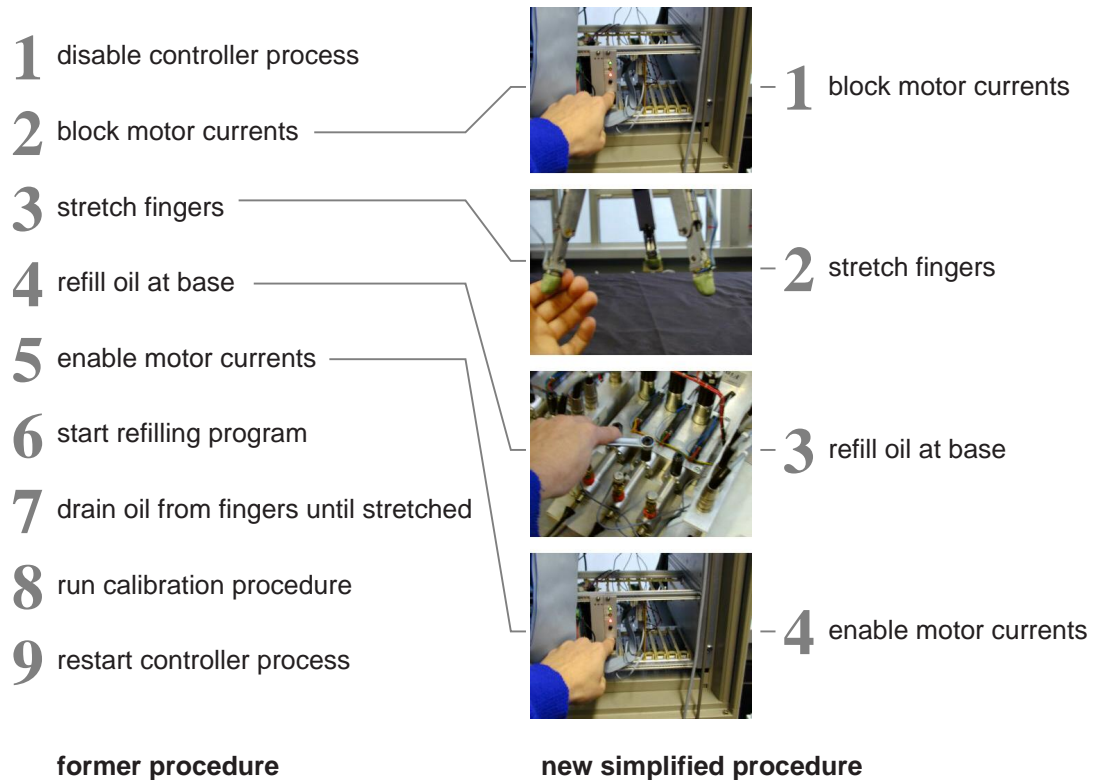 1 disable controller process
2 block motor currents
3 stretch fingers
4 refill oil at base
5 enable motor currents
6 start refilling program
7 drain oil from fingers until stretched
8 run calibration procedure
9 restart controller process
former procedure
1 block motor currents
2 stretch fingers
3 refill oil at base
4 enable motor currents
new simplified procedure